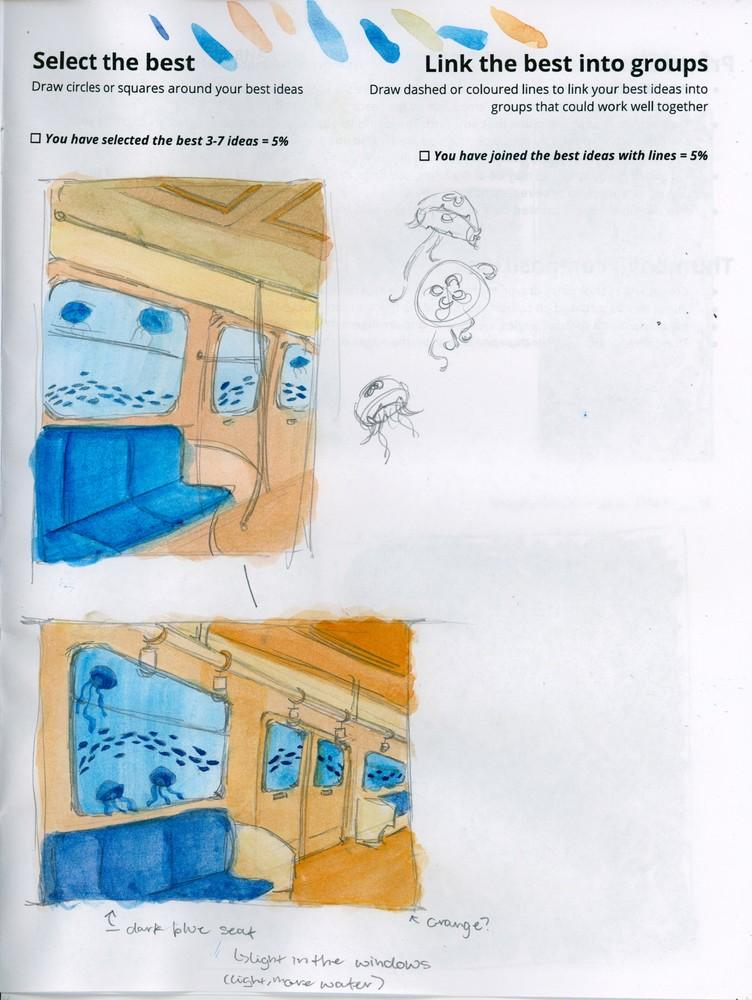 Select the best
Draw circles or squares around your best ideas
☐ You have selected the best 3-7 ideas = 5%
Link the best into groups
Draw dashed or coloured lines to link your best ideas into
groups that could work well together
☐ You have joined the best ideas with lines = 5%
dark blue seat
orange?
light in the windows
(light, more water)